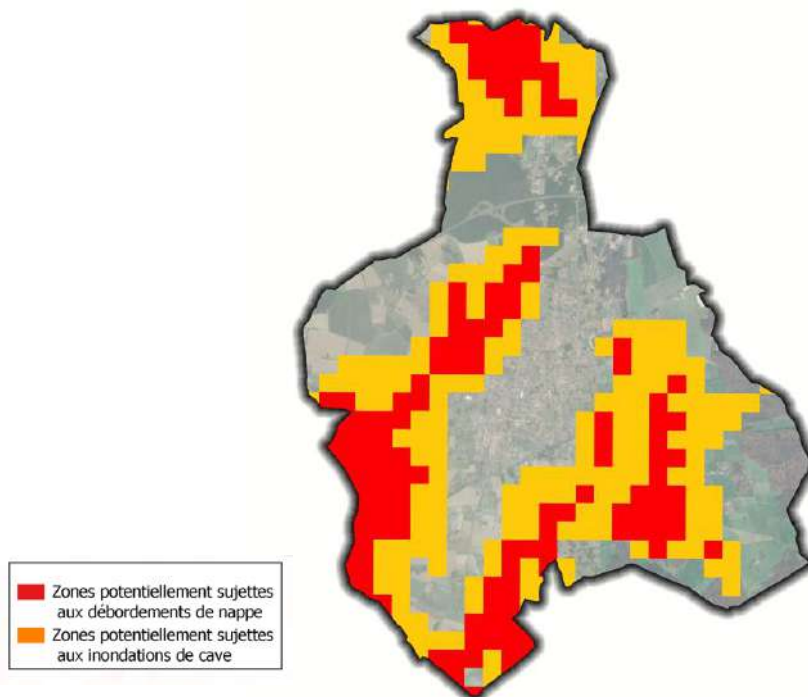 Zones potentiellement sujettes
aux débordements de nappe
Zones potentiellement sujettes
aux inondations de cave